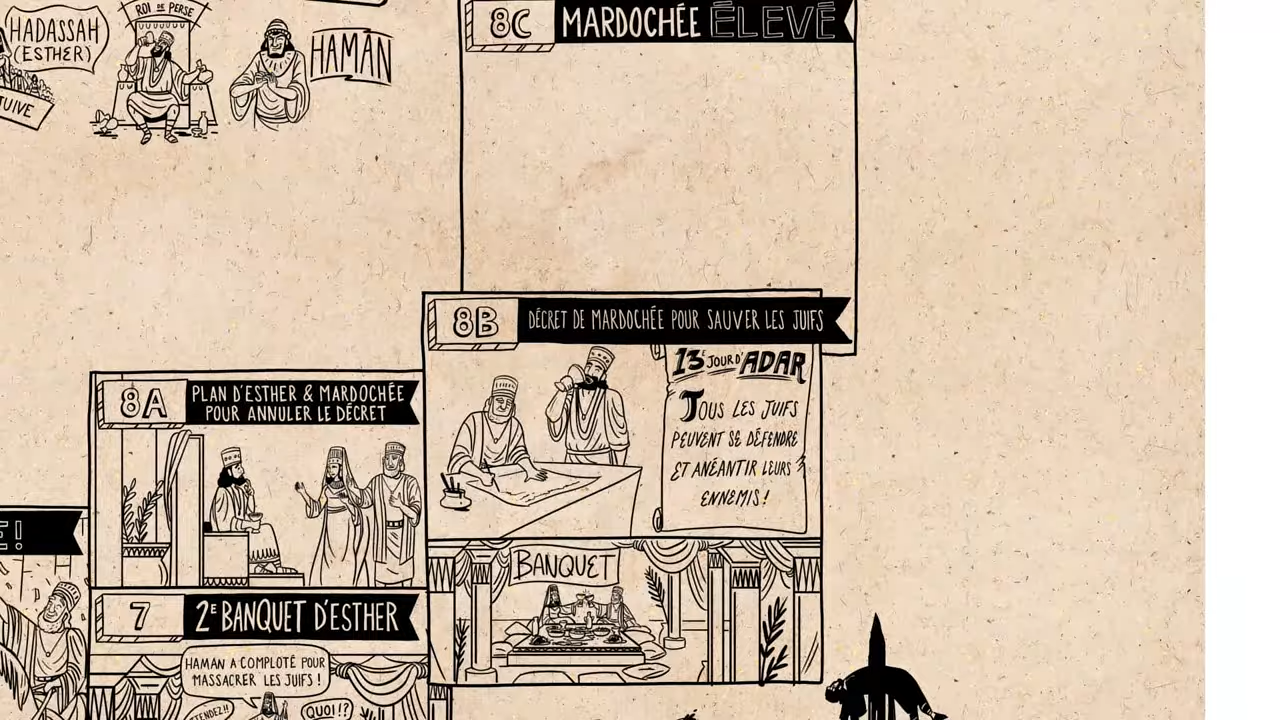 HADASSAH
(ESTHER)
ROI DE PERSE
HAMAN
TUIVE
8C
MARDOCHÉE ÉLEVÉ
8B
DÉCRET DE MARDOCHÉE POUR SAUVER LES JUIFS
13E JOUR D'ADAR
TOUS LES JUIFS
PEUVENT SE DÉFENDRE
ET ANÉANTIR LEURS
ENNEMIS !
8A
PLAN D'ESTHER & MARDOCHÉE
POUR ANNULER LE DÉCRET
E!
BANQUET
7
2E BANQUET D'ESTHER
HAMAN A COMPLOTÉ POUR
MASSACRER LES JUIFS !
QUOI !?